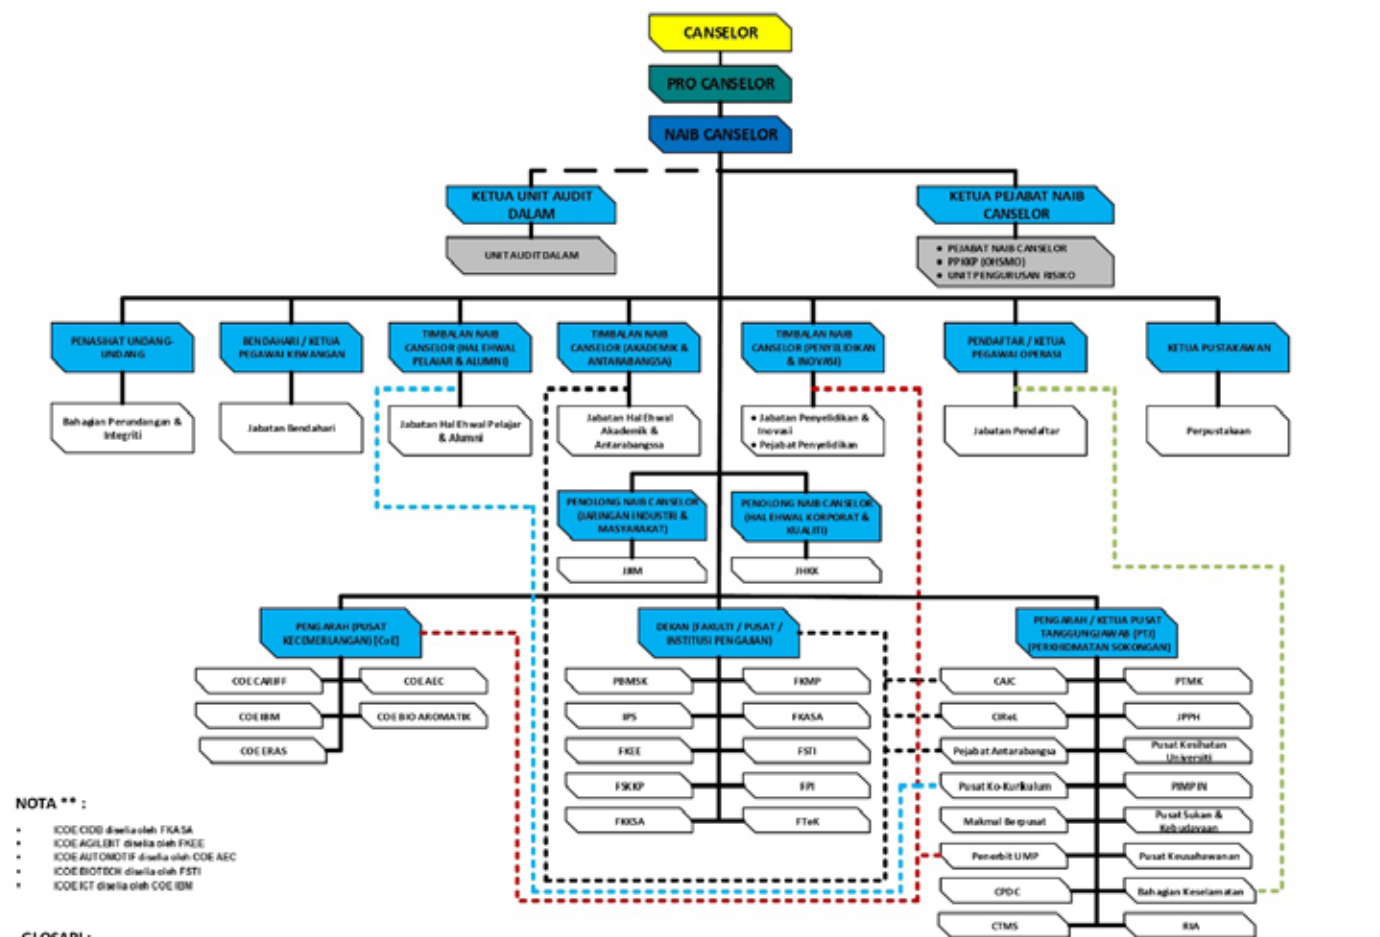 CANSELOR
PRO CANSELOR
NAIB CANSELOR
KETUA UNIT AUDIT
DALAM
KETUA PEJABAT NAIB
CANSELOR
UNIT AUDIT DALAM
• PEJABAT NAIB CANSELOR
• PPKKP (OHSMO)
• UNIT PENGURUSAN RISIKO
PENASIHAT UNDANG-
UNDANG
BENDAHARI / KETUA
PEGAWAI KEWANGAN
TIMBALAN NAIB
CANSELOR (HAL EHWAL
PELAJAR & ALUMNI)
TIMBALAN NAIB
CANSELOR (AKADEMIK &
ANTARABANGSA)
TIMBALAN NAIB
CANSELOR (PENYELIDIKAN
& INOVASI)
PENDAFTAR / KETUA
PEGAWAI OPERASI
KETUA PUSTAKAWAN
Bahagian Perundangan &
Integriti
Jabatan Bendahari
Jabatan Hal Ehwal Pelajar
& Alumni
Jabatan Hal Ehwal
Akademik &
Antarabangssa
• Jabatan Penyelidikan &
Inovasi
• Pejabat Penyelidikan
Jabatan Pendaftar
Perpustakaan
PENOLONG NAIB CANSELOR
(JARINGAN INDUSTRI &
MASYARAKAT)
PENOLONG NAIB CANSELOR
(HAL EHWAL KORPORAT &
KUALITI)
JIM
JHKK
PENGARAH (PUSAT
KECEMERLANGAN) [CoE]
DEKAN (FAKULTI / PUSAT /
INSTITUSI PENGAJIAN)
PENGARAH / KETUA PUSAT
TANGGUNGJAWAB (PTJ)
[PERKHIDMATAN SOKONGAN]
COE CARIFF
COE AEC
COE IBM
COE BIO AROMATIK
COE ERAS
PBMSK
FKMP
IPS
FKASA
FKEE
FSTI
FSKKP
FPI
FKKSA
FTeK
CAIC
PTMK
CIReL
JPPH
Pejabat Antarabangsa
Pusat Kesihatan
Universiti
Pusat Ko-Kurikulum
PIMPIN
Makmal Berpusat
Pusat Sukan &
Kebudayaan
Penerbit UMP
Pusat Keusahawanan
CPDC
Bahagian Keselamatan
CTMS
RIA
NOTA ** :
• ICOE CIDB diselia oleh FKASA
• ICOE AGILENT diselia oleh FKEE
• ICOE AUTOMOTIF diselia oleh COE AEC
• ICOE BIOTECH diselia oleh FSTI
• ICOE ICT diselia oleh COE IBM
GLOSARI :